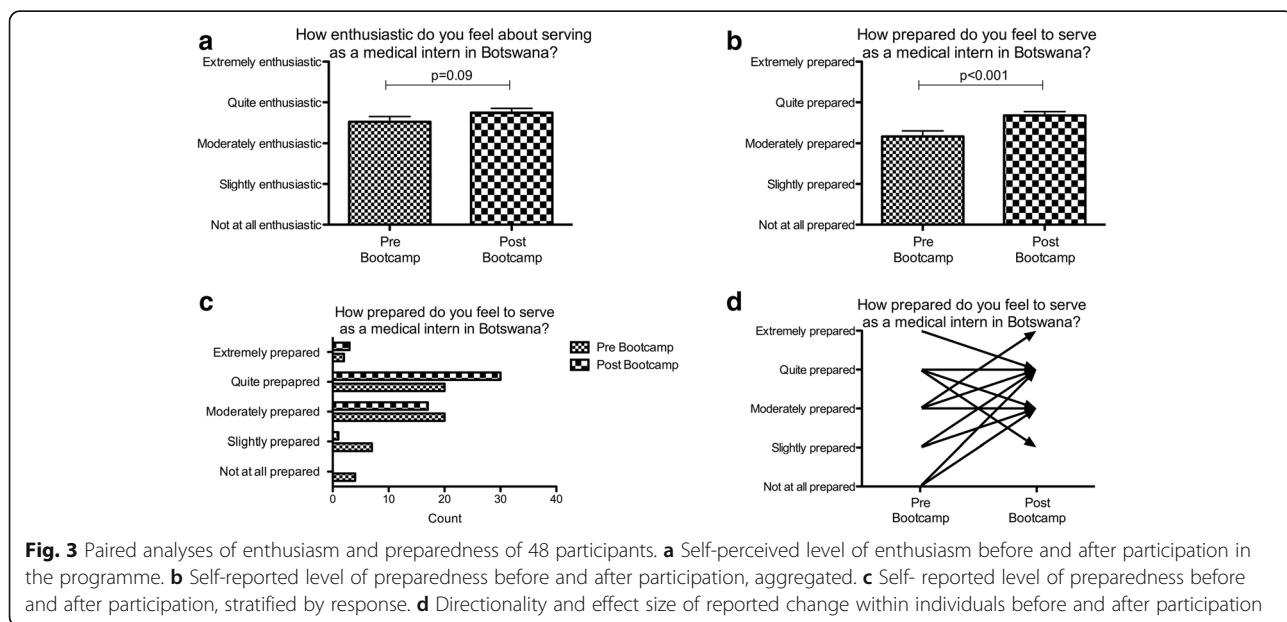 a
How enthusiastic do you feel about serving
as a medical intern in Botswana?
Extremely enthusiastic
Quite enthusiastic
Moderately enthusiastic
Slightly enthusiastic
Not at all enthusiastic
p=0.09
Pre
Bootcamp
Post
Bootcamp
b
How prepared do you feel to serve
as a medical intern in Botswana?
Extremely prepared
Quite prepared
Moderately prepared
Slightly prepared
Not at all prepared
p<0.001
Pre
Bootcamp
Post
Bootcamp
c
How prepared do you feel to serve
as a medical intern in Botswana?
Extremely prepared
Quite prepapred
Moderately prepared
Slightly prepared
Not at all prepared
0
10
20
30
40
Count
Pre Bootcamp
Post Bootcamp
d
How prepared do you feel to serve
as a medical intern in Botswana?
Extremely prepared
Quite prepared
Moderately prepared
Slightly prepared
Not at all prepared
Pre
Bootcamp
Post
Bootcamp
Fig. 3 Paired analyses of enthusiasm and preparedness of 48 participants. a Self-perceived level of enthusiasm before and after participation in
the programme. b Self-reported level of preparedness before and after participation, aggregated. c Self- reported level of preparedness before
and after participation, stratified by response. d Directionality and effect size of reported change within individuals before and after participation